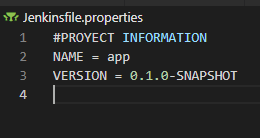 Jenkinsfile.properties
1 #PROYECT INFORMATION
2 NAME = app
3 VERSION = 0.1.0-SNAPSHOT
4